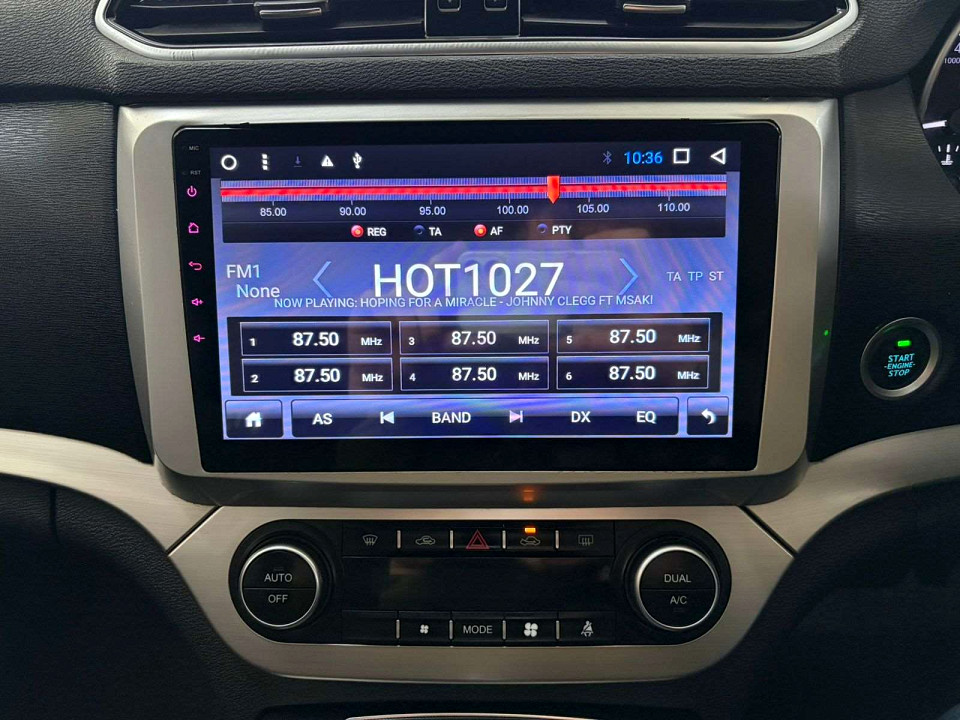 MIC
RST
10:36
85.00 90.00 95.00 100.00 105.00 110.00
REG TA AF PTY
FM1
None
HOT1027
TA TP ST
NOW PLAYING: HOPING FOR A MIRACLE - JOHNNY CLEGG FT MSAK!
1 87.50 MHz 3 87.50 MHz 5 87.50 MHz
2 87.50 MHz 4 87.50 MHz 6 87.50 MHz
AS BAND DX EQ
START
-ENGINE-
STOP
AUTO
OFF
DUAL
A/C
MODE
4
1000